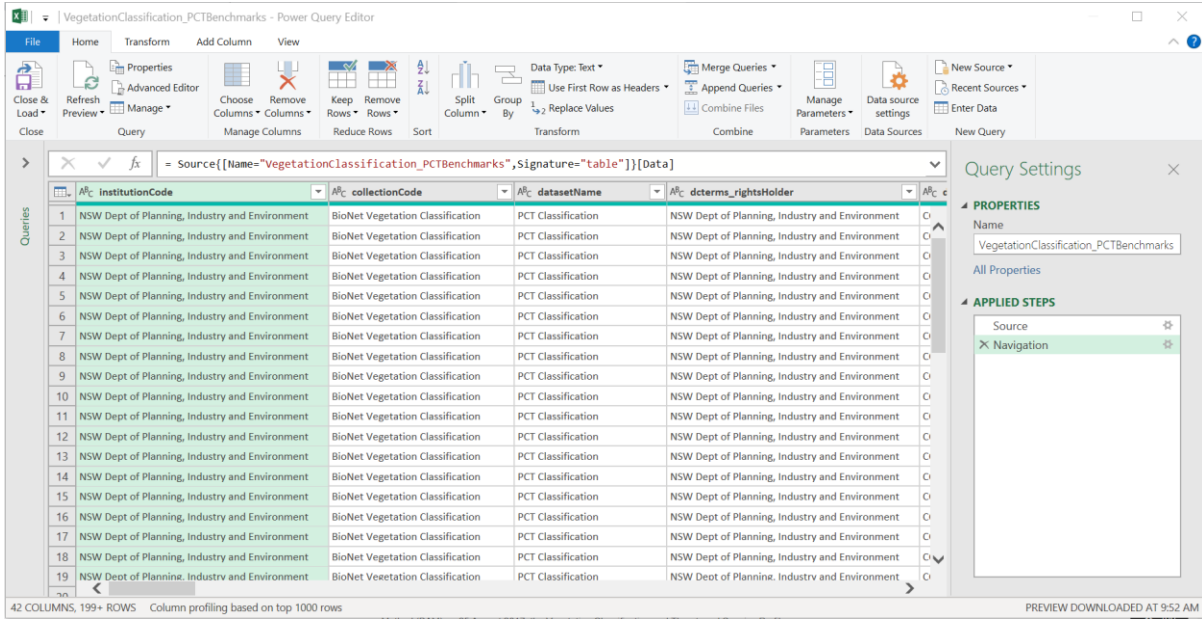 VegetationClassification_PCTBenchmarks - Power Query Editor
File Home Transform Add Column View
Close & Load
Close
Refresh Preview
Properties
Advanced Editor
Manage
Query
Choose Columns
Remove Columns
Manage Columns
Keep Rows
Remove Rows
Reduce Rows
Sort
Split Column
Group By
Data Type: Text
Use First Row as Headers
Replace Values
Transform
Merge Queries
Append Queries
Combine Files
Combine
Manage Parameters
Parameters
Data source settings
Data Sources
New Source
Recent Sources
Enter Data
New Query
fx = Source{[Name="VegetationClassification_PCTBenchmarks",Signature="table"]}[Data]
Queries
institutionCode collectionCode datasetName dcterms_rightsHolder
1 NSW Dept of Planning, Industry and Environment BioNet Vegetation Classification PCT Classification NSW Dept of Planning, Industry and Environment
2 NSW Dept of Planning, Industry and Environment BioNet Vegetation Classification PCT Classification NSW Dept of Planning, Industry and Environment
3 NSW Dept of Planning, Industry and Environment BioNet Vegetation Classification PCT Classification NSW Dept of Planning, Industry and Environment
4 NSW Dept of Planning, Industry and Environment BioNet Vegetation Classification PCT Classification NSW Dept of Planning, Industry and Environment
5 NSW Dept of Planning, Industry and Environment BioNet Vegetation Classification PCT Classification NSW Dept of Planning, Industry and Environment
6 NSW Dept of Planning, Industry and Environment BioNet Vegetation Classification PCT Classification NSW Dept of Planning, Industry and Environment
7 NSW Dept of Planning, Industry and Environment BioNet Vegetation Classification PCT Classification NSW Dept of Planning, Industry and Environment
8 NSW Dept of Planning, Industry and Environment BioNet Vegetation Classification PCT Classification NSW Dept of Planning, Industry and Environment
9 NSW Dept of Planning, Industry and Environment BioNet Vegetation Classification PCT Classification NSW Dept of Planning, Industry and Environment
10 NSW Dept of Planning, Industry and Environment BioNet Vegetation Classification PCT Classification NSW Dept of Planning, Industry and Environment
11 NSW Dept of Planning, Industry and Environment BioNet Vegetation Classification PCT Classification NSW Dept of Planning, Industry and Environment
12 NSW Dept of Planning, Industry and Environment BioNet Vegetation Classification PCT Classification NSW Dept of Planning, Industry and Environment
13 NSW Dept of Planning, Industry and Environment BioNet Vegetation Classification PCT Classification NSW Dept of Planning, Industry and Environment
14 NSW Dept of Planning, Industry and Environment BioNet Vegetation Classification PCT Classification NSW Dept of Planning, Industry and Environment
15 NSW Dept of Planning, Industry and Environment BioNet Vegetation Classification PCT Classification NSW Dept of Planning, Industry and Environment
16 NSW Dept of Planning, Industry and Environment BioNet Vegetation Classification PCT Classification NSW Dept of Planning, Industry and Environment
17 NSW Dept of Planning, Industry and Environment BioNet Vegetation Classification PCT Classification NSW Dept of Planning, Industry and Environment
18 NSW Dept of Planning, Industry and Environment BioNet Vegetation Classification PCT Classification NSW Dept of Planning, Industry and Environment
19 NSW Dept of Planning, Industry and Environment BioNet Vegetation Classification PCT Classification NSW Dept of Planning, Industry and Environment
Query Settings
PROPERTIES
Name
VegetationClassification_PCTBenchmarks
All Properties
APPLIED STEPS
Source
Navigation
42 COLUMNS, 199+ ROWS Column profiling based on top 1000 rows PREVIEW DOWNLOADED AT 9:52 AM